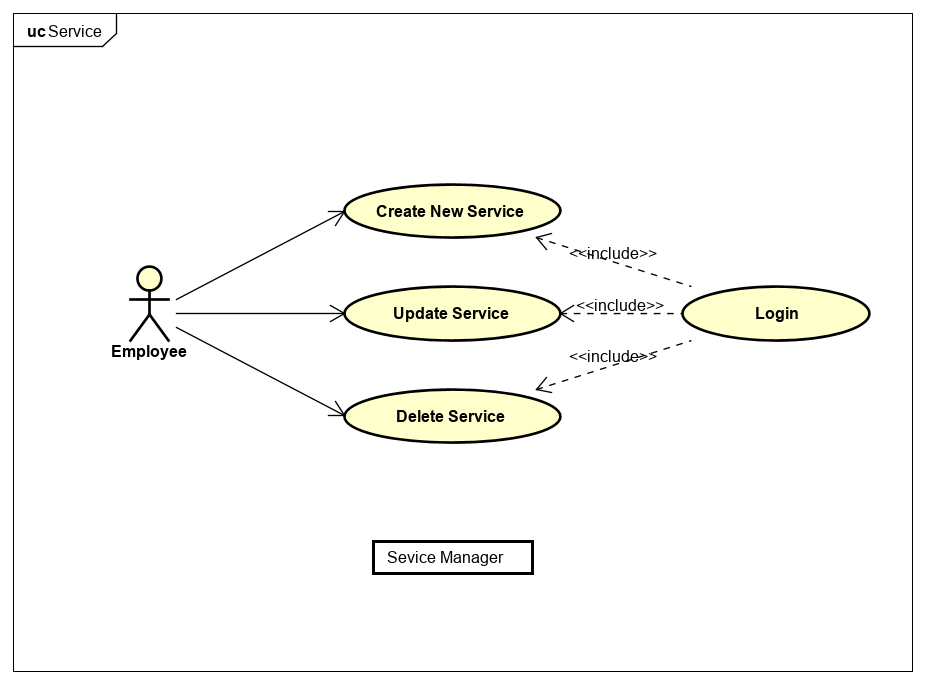 uc Service
Create New Service
<<include>>
<<include>>
Update Service
Login
Employee
<<include>>
Delete Service
Sevice Manager